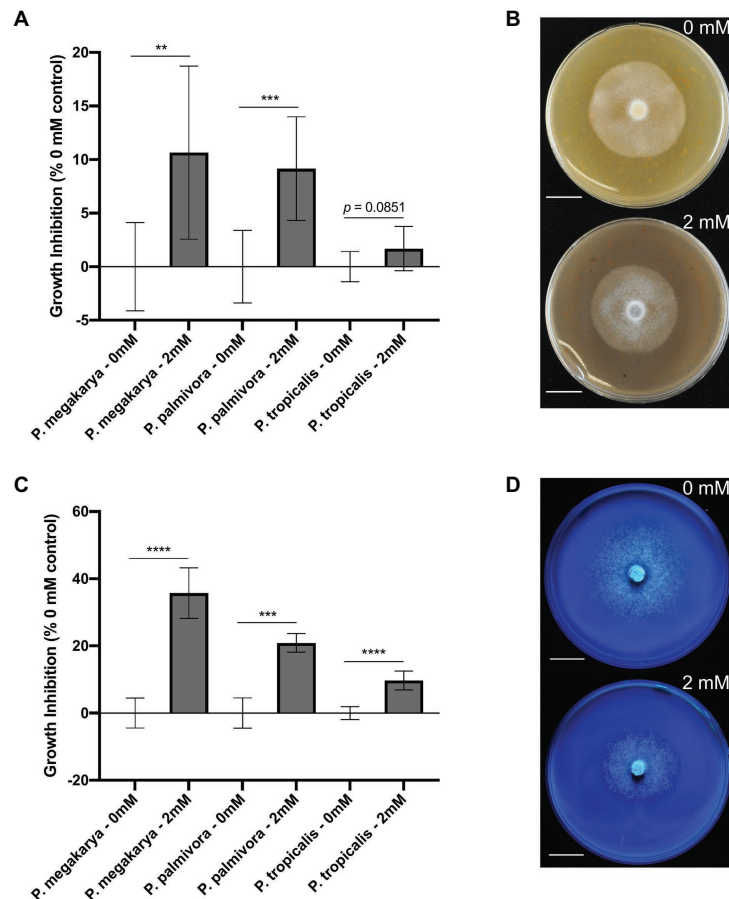 A
Growth Inhibition (% 0 mM control)
20
15
10
5
0
-5
**
***
p = 0.0851
P. megakarya - 0mM
P. megakarya - 2mM
P. palmivora - 0mM
P. palmivora - 2mM
P. tropicalis - 0mM
P. tropicalis - 2mM
B
0 mM
2 mM
C
Growth Inhibition (% 0 mM control)
60
40
20
0
-20
****
***
****
P. megakarya - 0mM
P. megakarya - 2mM
P. palmivora - 0mM
P. palmivora - 2mM
P. tropicalis - 0mM
P. tropicalis - 2mM
D
0 mM
2 mM